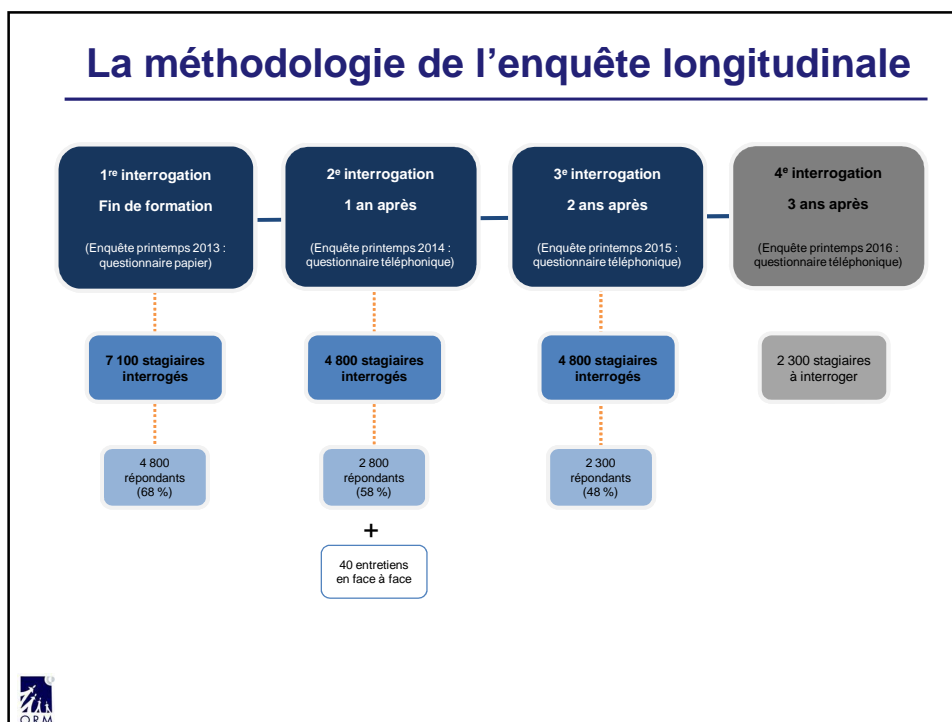 La méthodologie de l'enquête longitudinale
1re interrogation
Fin de formation
(Enquête printemps 2013 :
questionnaire papier)
2e interrogation
1 an après
(Enquête printemps 2014 :
questionnaire téléphonique)
3e interrogation
2 ans après
(Enquête printemps 2015 :
questionnaire téléphonique)
4e interrogation
3 ans après
(Enquête printemps 2016 :
questionnaire téléphonique)
7 100 stagiaires
interrogés
4 800 stagiaires
interrogés
4 800 stagiaires
interrogés
2 300 stagiaires
à interroger
4 800
répondants
(68 %)
2 800
répondants
(58 %)
2 300
répondants
(48 %)
+
40 entretiens
en face à face
ORM